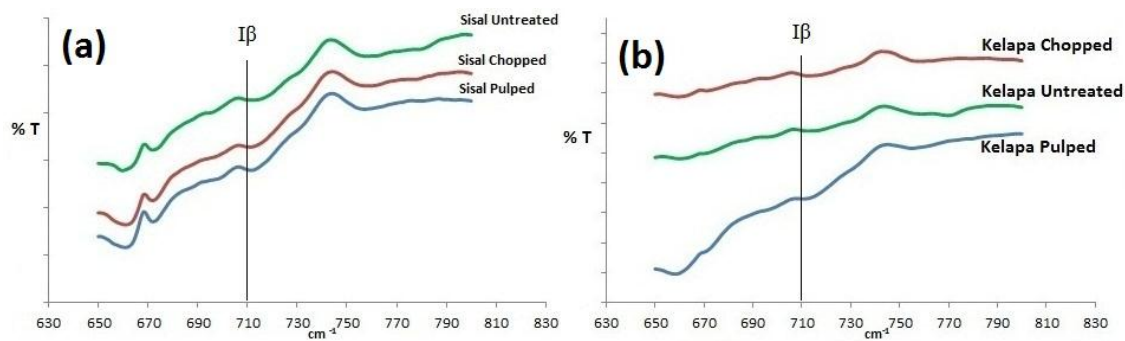 (a)
Iβ
Sisal Untreated
Sisal Chopped
Sisal Pulped
% T
630 650 670 690 710 730 750 770 790 810 830
cm⁻¹
(b)
Iβ
Kelapa Chopped
Kelapa Untreated
Kelapa Pulped
% T
630 650 670 690 710 730 750 770 790 810 830
cm⁻¹